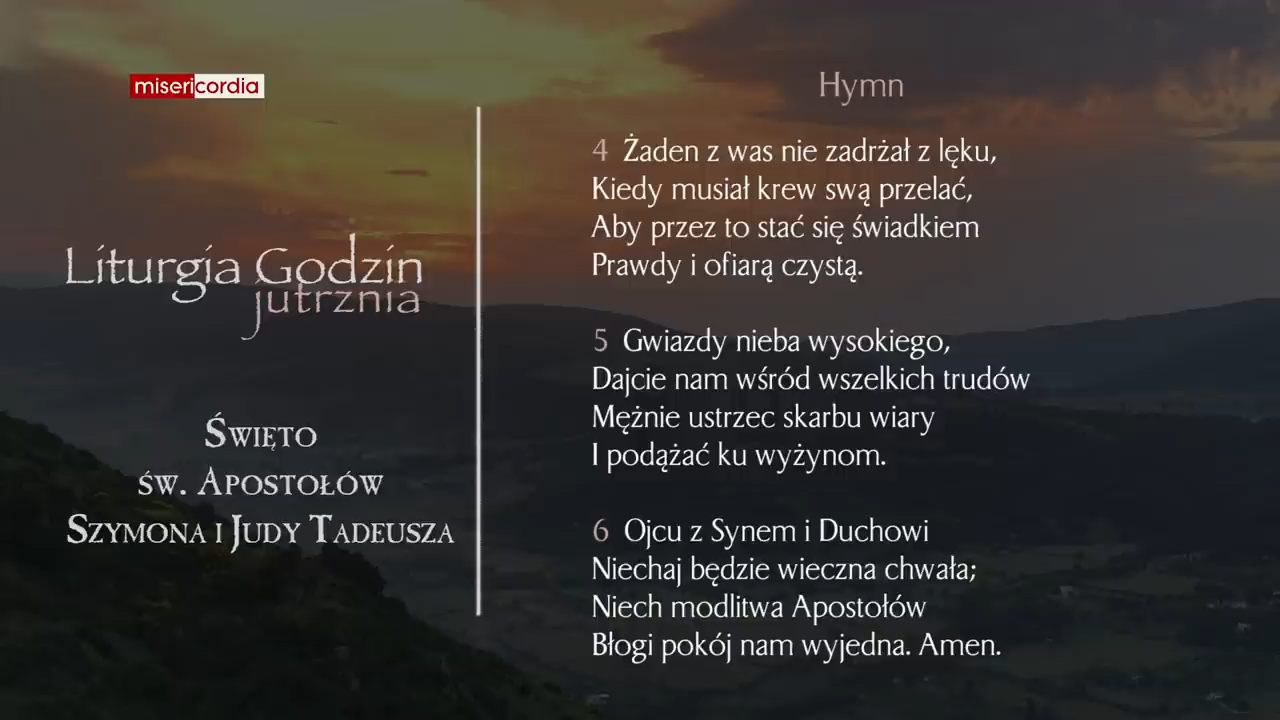 misericordia
Liturgia Godzin
jutrznia
Święto
św. Apostołów
Szymona i Judy Tadeusza
Hymn
4 Żaden z was nie zadrżał z lęku,
Kiedy musiał krew swą przelać,
Aby przez to stać się świadkiem
Prawdy i ofiarą czystą.
5 Gwiazdy nieba wysokiego,
Dajcie nam wśród wszelkich trudów
Mężnie ustrzec skarbu wiary
I podążać ku wyżynom.
6 Ojcu z Synem i Duchowi
Niechaj będzie wieczna chwała;
Niech modlitwa Apostołów
Błogi pokój nam wyjedna. Amen.